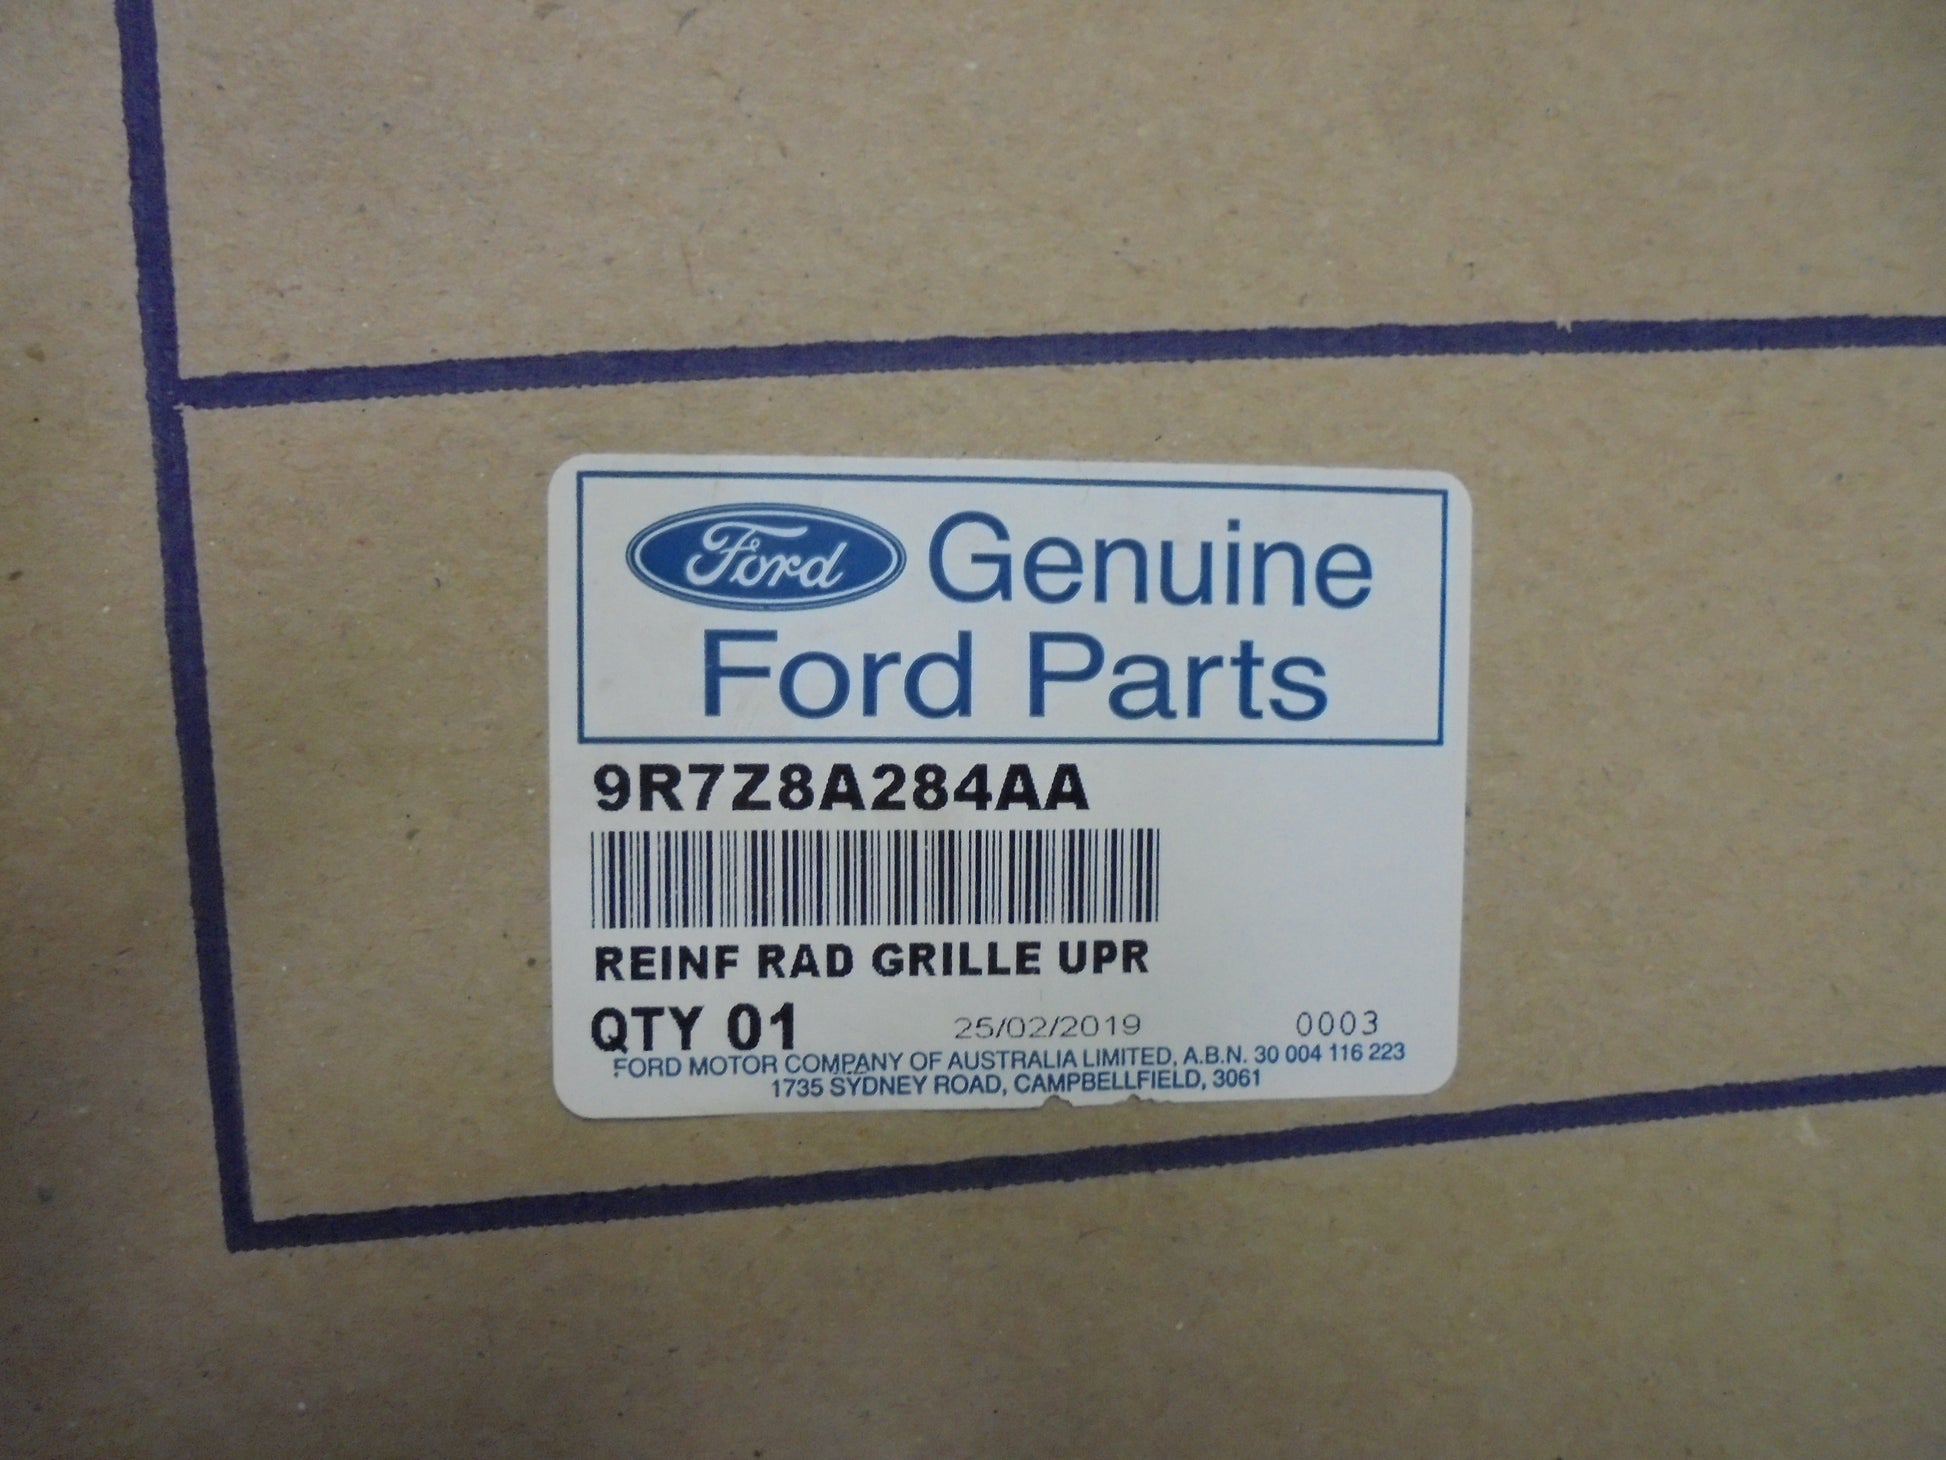 Ford Genuine
Ford Parts
9R7Z8A284AA
REINF RAD GRILLE UPR
QTY 01 25/02/2019 0003
FORD MOTOR COMPANY OF AUSTRALIA LIMITED, A.B.N. 30 004 116 223
1735 SYDNEY ROAD, CAMPBELLFIELD, 3061